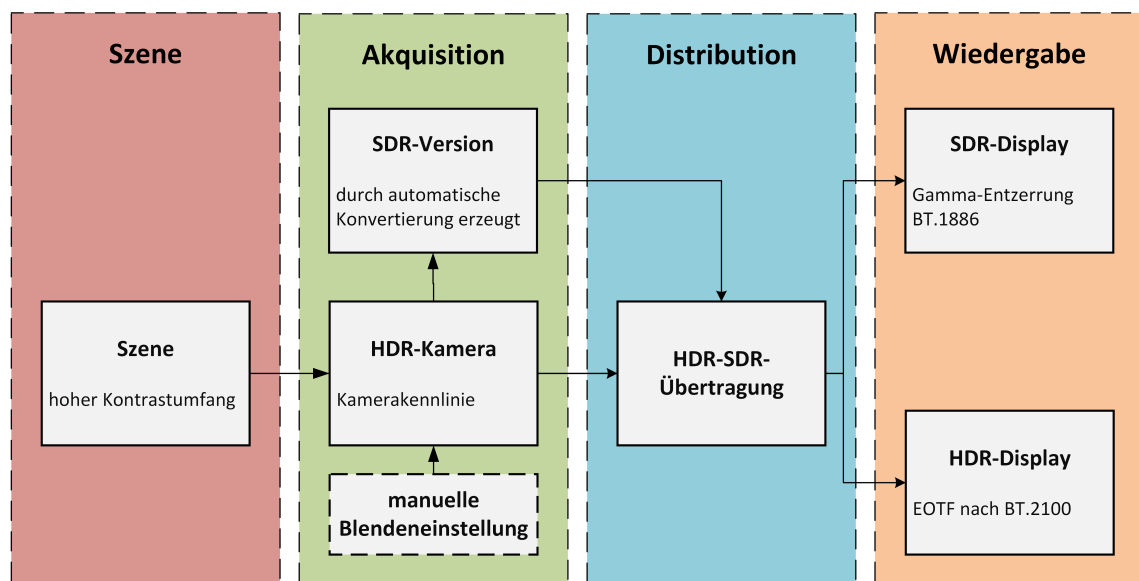 Szene
Akquisition
Distribution
Wiedergabe
SDR-Version
durch automatische
Konvertierung erzeugt
SDR-Display
Gamma-Entzerrung
BT.1886
Szene
hoher Kontrastumfang
HDR-Kamera
Kamerakennlinie
HDR-SDR-
Übertragung
manuelle
Blendeneinstellung
HDR-Display
EOTF nach BT.2100